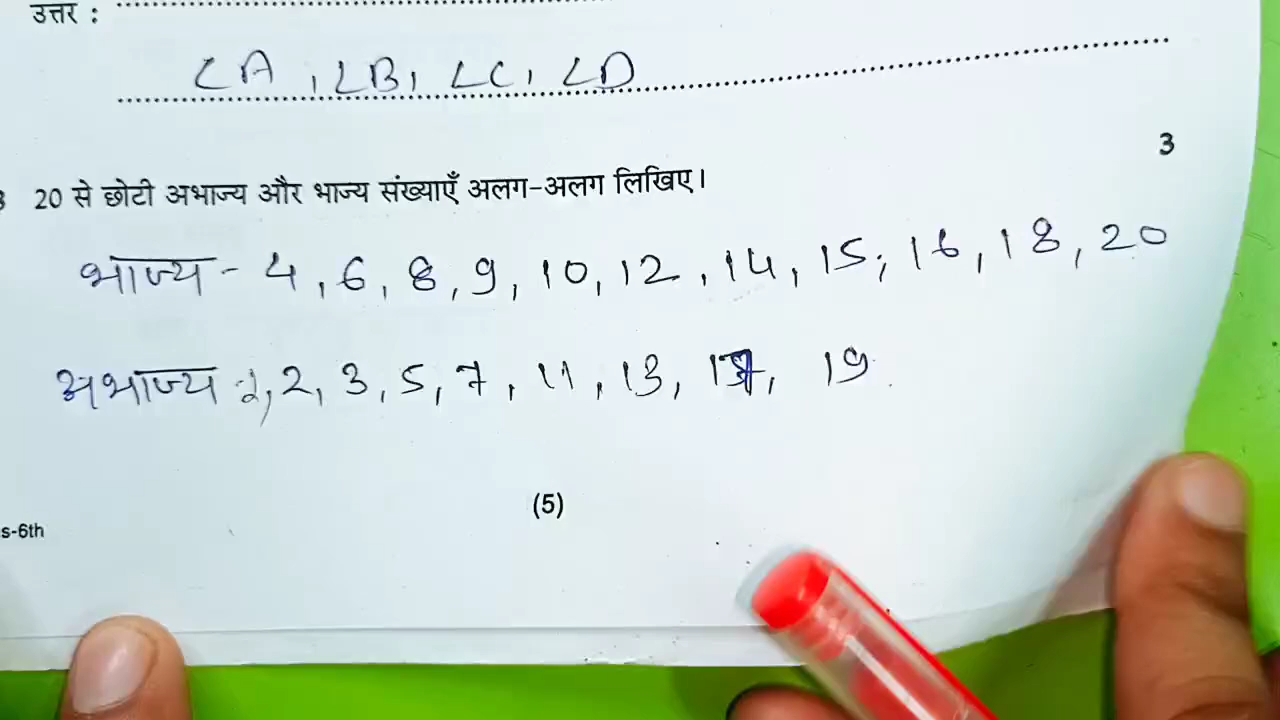 उत्तर :
∠A , ∠B, ∠C, ∠D
3
20 से छोटी अभाज्य और भाज्य संख्याएँ अलग-अलग लिखिए।
भाज्य - 4, 6, 8, 9, 10, 12, 14, 15, 16, 18, 20
अभाज्य - 2, 3, 5, 7, 11, 13, 17, 19
(5)
s-6th